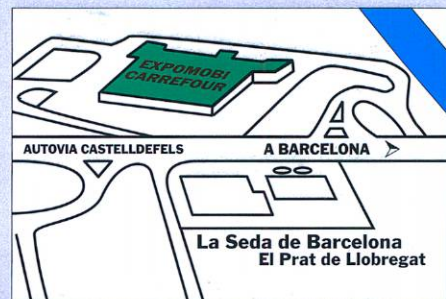 EXPOMOBI
CARREFOUR
AUTOVIA CASTELLDEFELS
A BARCELONA
La Seda de Barcelona
El Prat de Llobregat